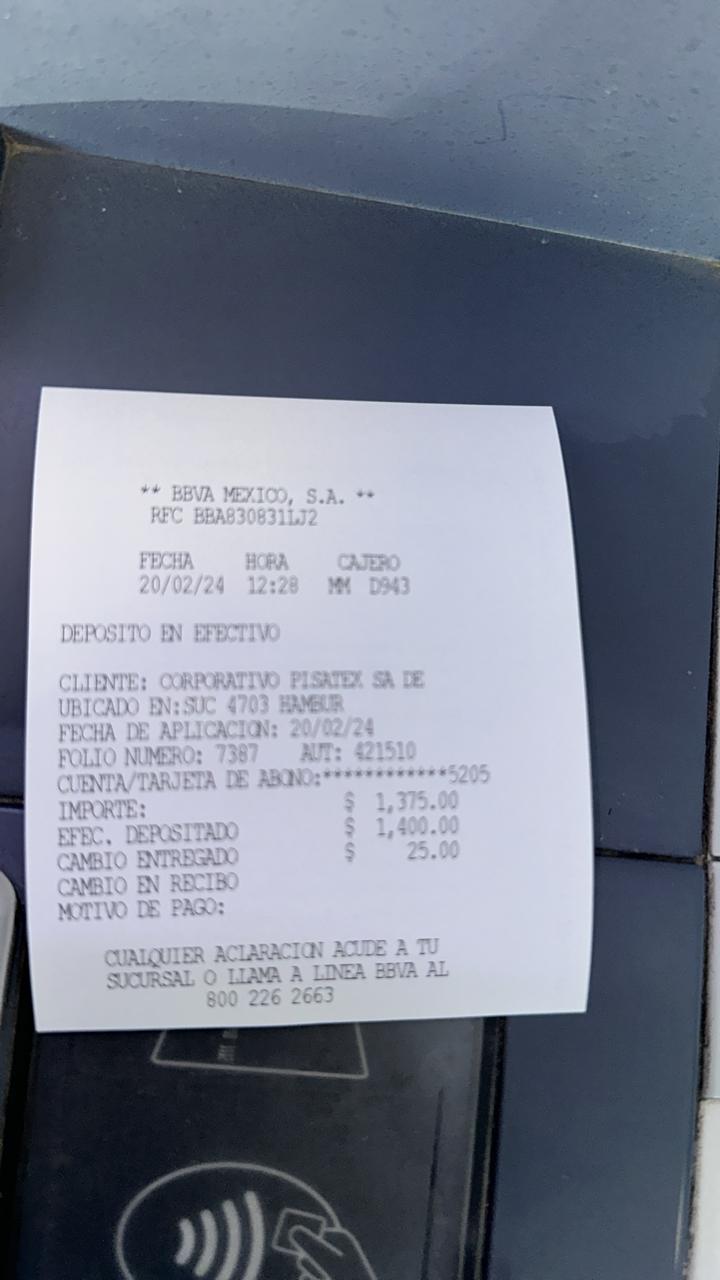 ** BBVA MEXICO, S.A. **
RFC BBA830831LJ2
FECHA HORA CAJERO
20/02/24 12:28 MM D943
DEPOSITO EN EFECTIVO
CLIENTE: CORPORATIVO PISATEX SA DE
UBICADO EN:SUC 4703 HAMBUR
FECHA DE APLICACION: 20/02/24
FOLIO NUMERO: 7387 AUT: 421510
CUENTA/TARJETA DE ABONO:************5205
IMPORTE: $ 1,375.00
EFEC. DEPOSITADO $ 1,400.00
CAMBIO ENTREGADO $ 25.00
CAMBIO EN RECIBO
MOTIVO DE PAGO:
CUALQUIER ACLARACION ACUDE A TU
SUCURSAL O LLAMA A LINEA BBVA AL
800 226 2663